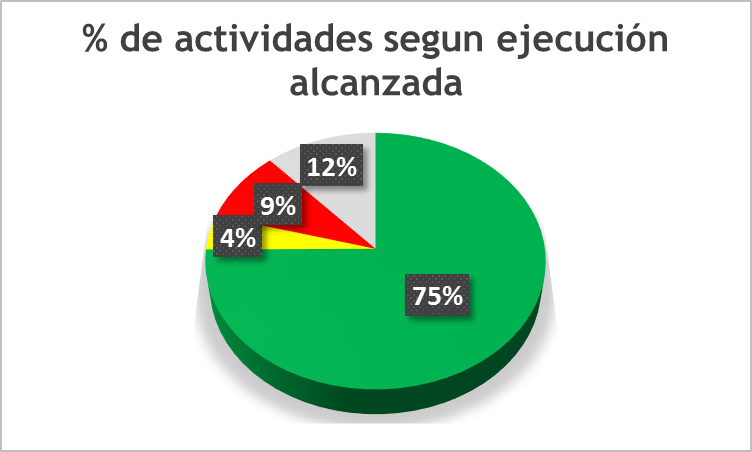 % de actividades segun ejecución
alcanzada
12%
9%
4%
75%